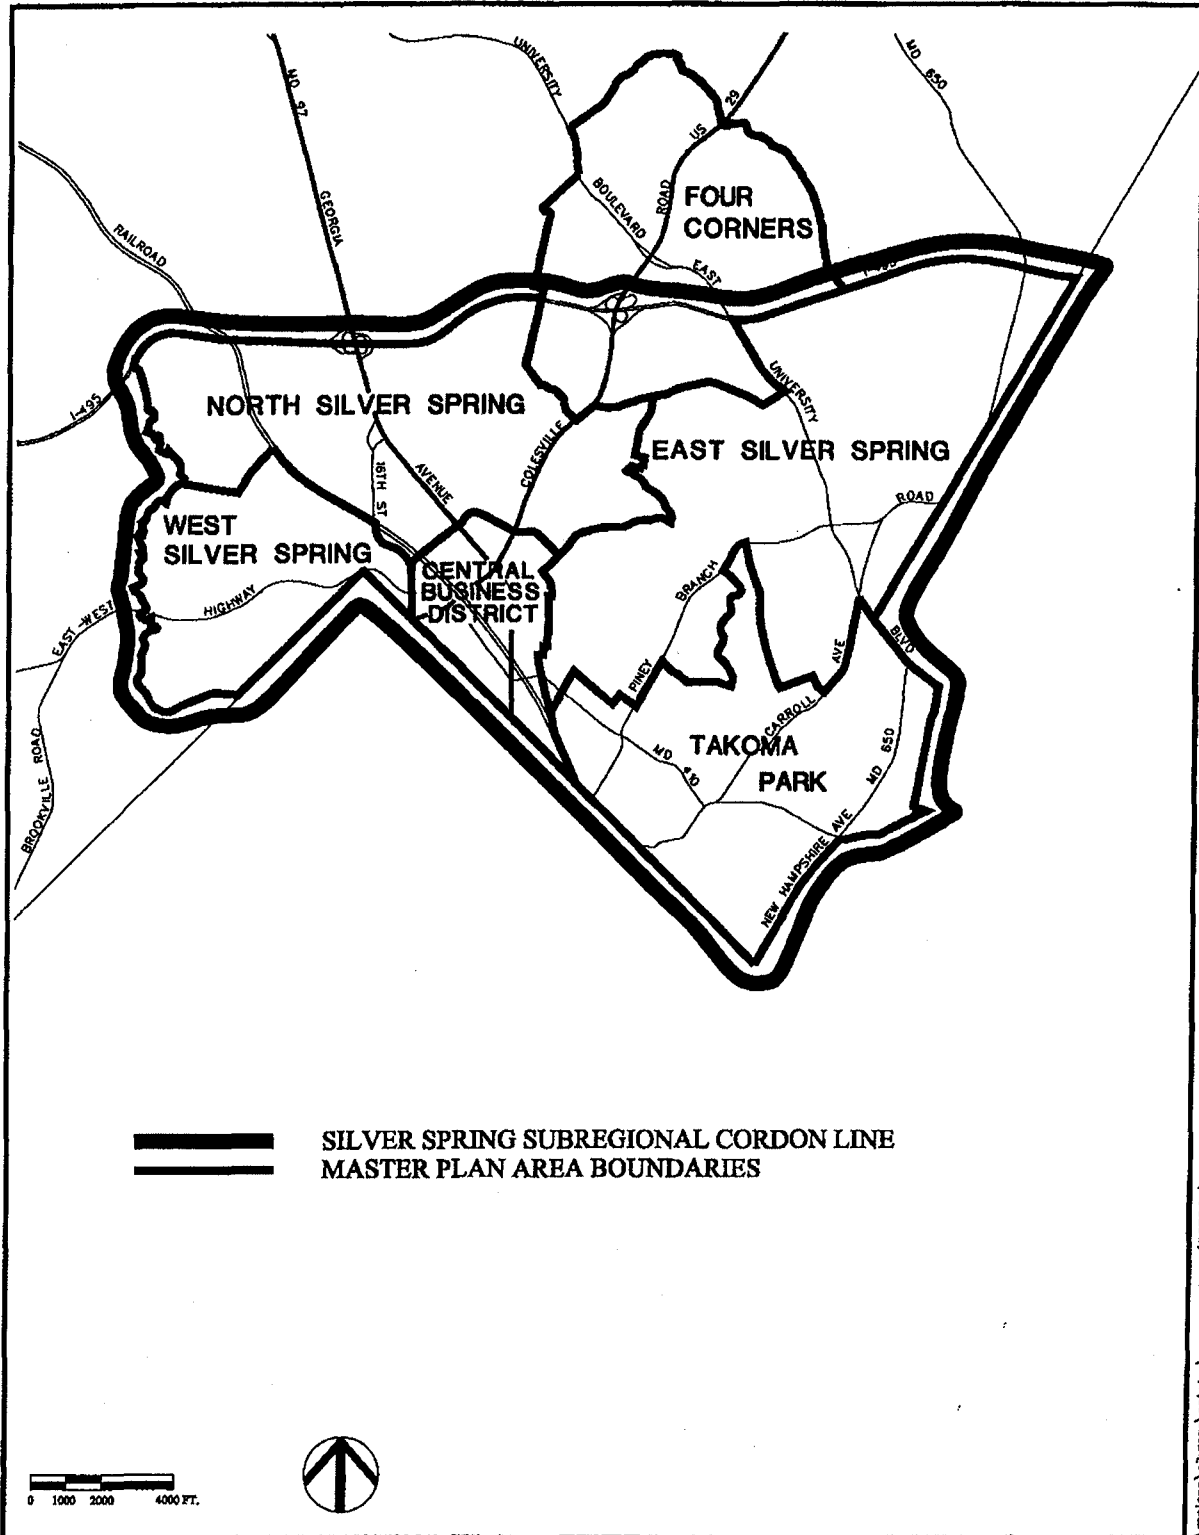 UNIVERSITY
MD 650
MD 97
US 29
GEORGIA
BOULEVARD
ROAD
FOUR
CORNERS
RAILROAD
EAST
I-495
I-495
UNIVERSITY
NORTH SILVER SPRING
COLESVILLE
EAST SILVER SPRING
16TH ST
AVENUE
ROAD
WEST
SILVER SPRING
CENTRAL
BUSINESS
DISTRICT
BRANCH
HIGHWAY
EAST-WEST
BLVD
AVE
PINEY
CARROLL
BROOKVILLE ROAD
MD 410
TAKOMA
PARK
MD 650
NEW HAMPSHIRE AVE
SILVER SPRING SUBREGIONAL CORDON LINE
MASTER PLAN AREA BOUNDARIES
0 1000 2000 4000 FT.